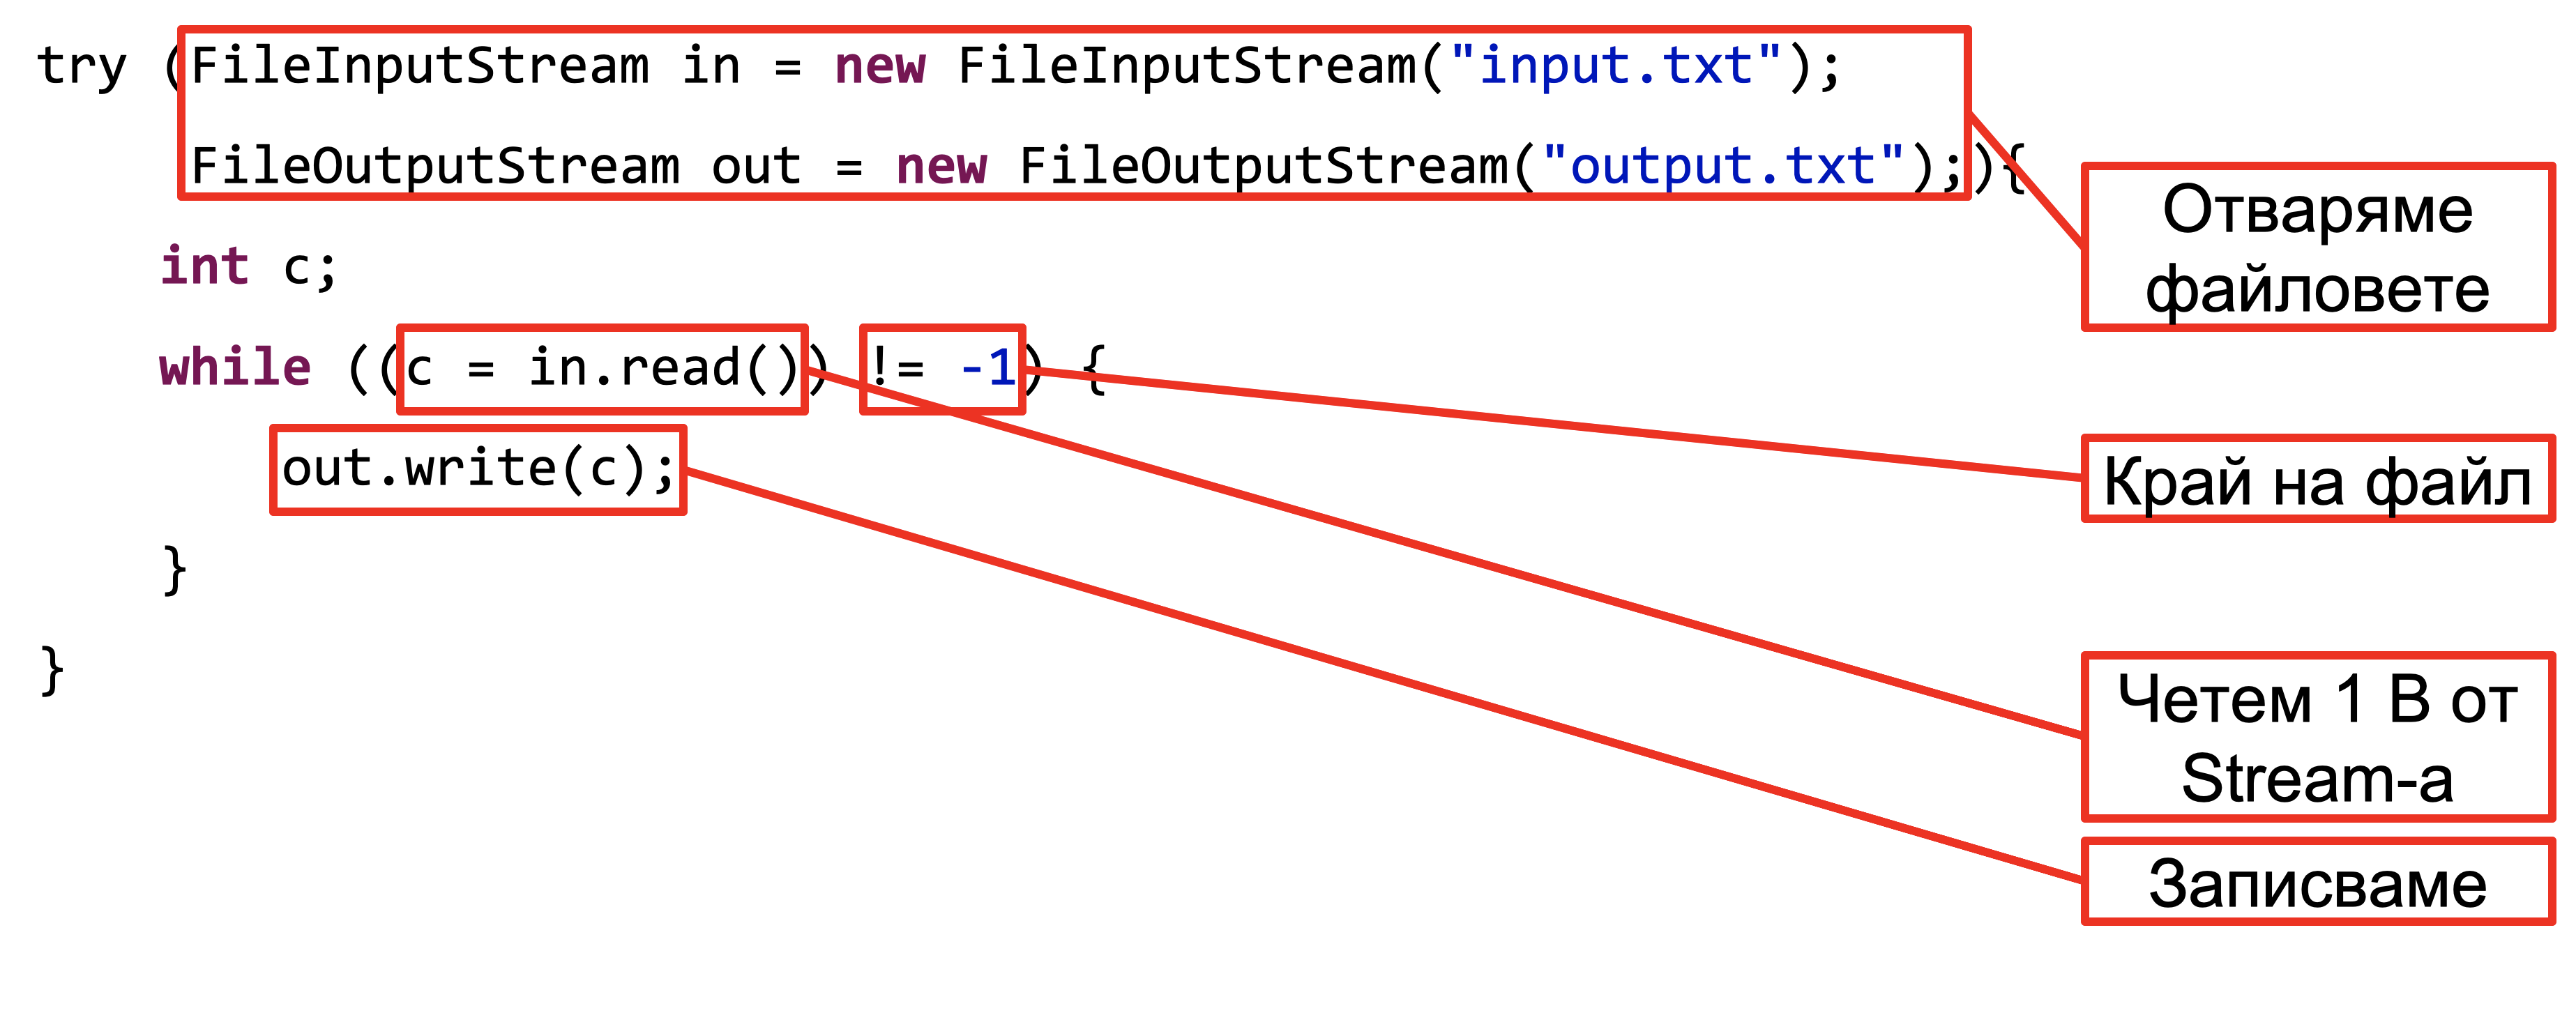 try (FileInputStream in = new FileInputStream("input.txt");
FileOutputStream out = new FileOutputStream("output.txt");){
int c;
while ((c = in.read()) != -1) {
out.write(c);
}
}
Отваряме
файловете
Край на файл
Четем 1 B от
Stream-a
Записваме